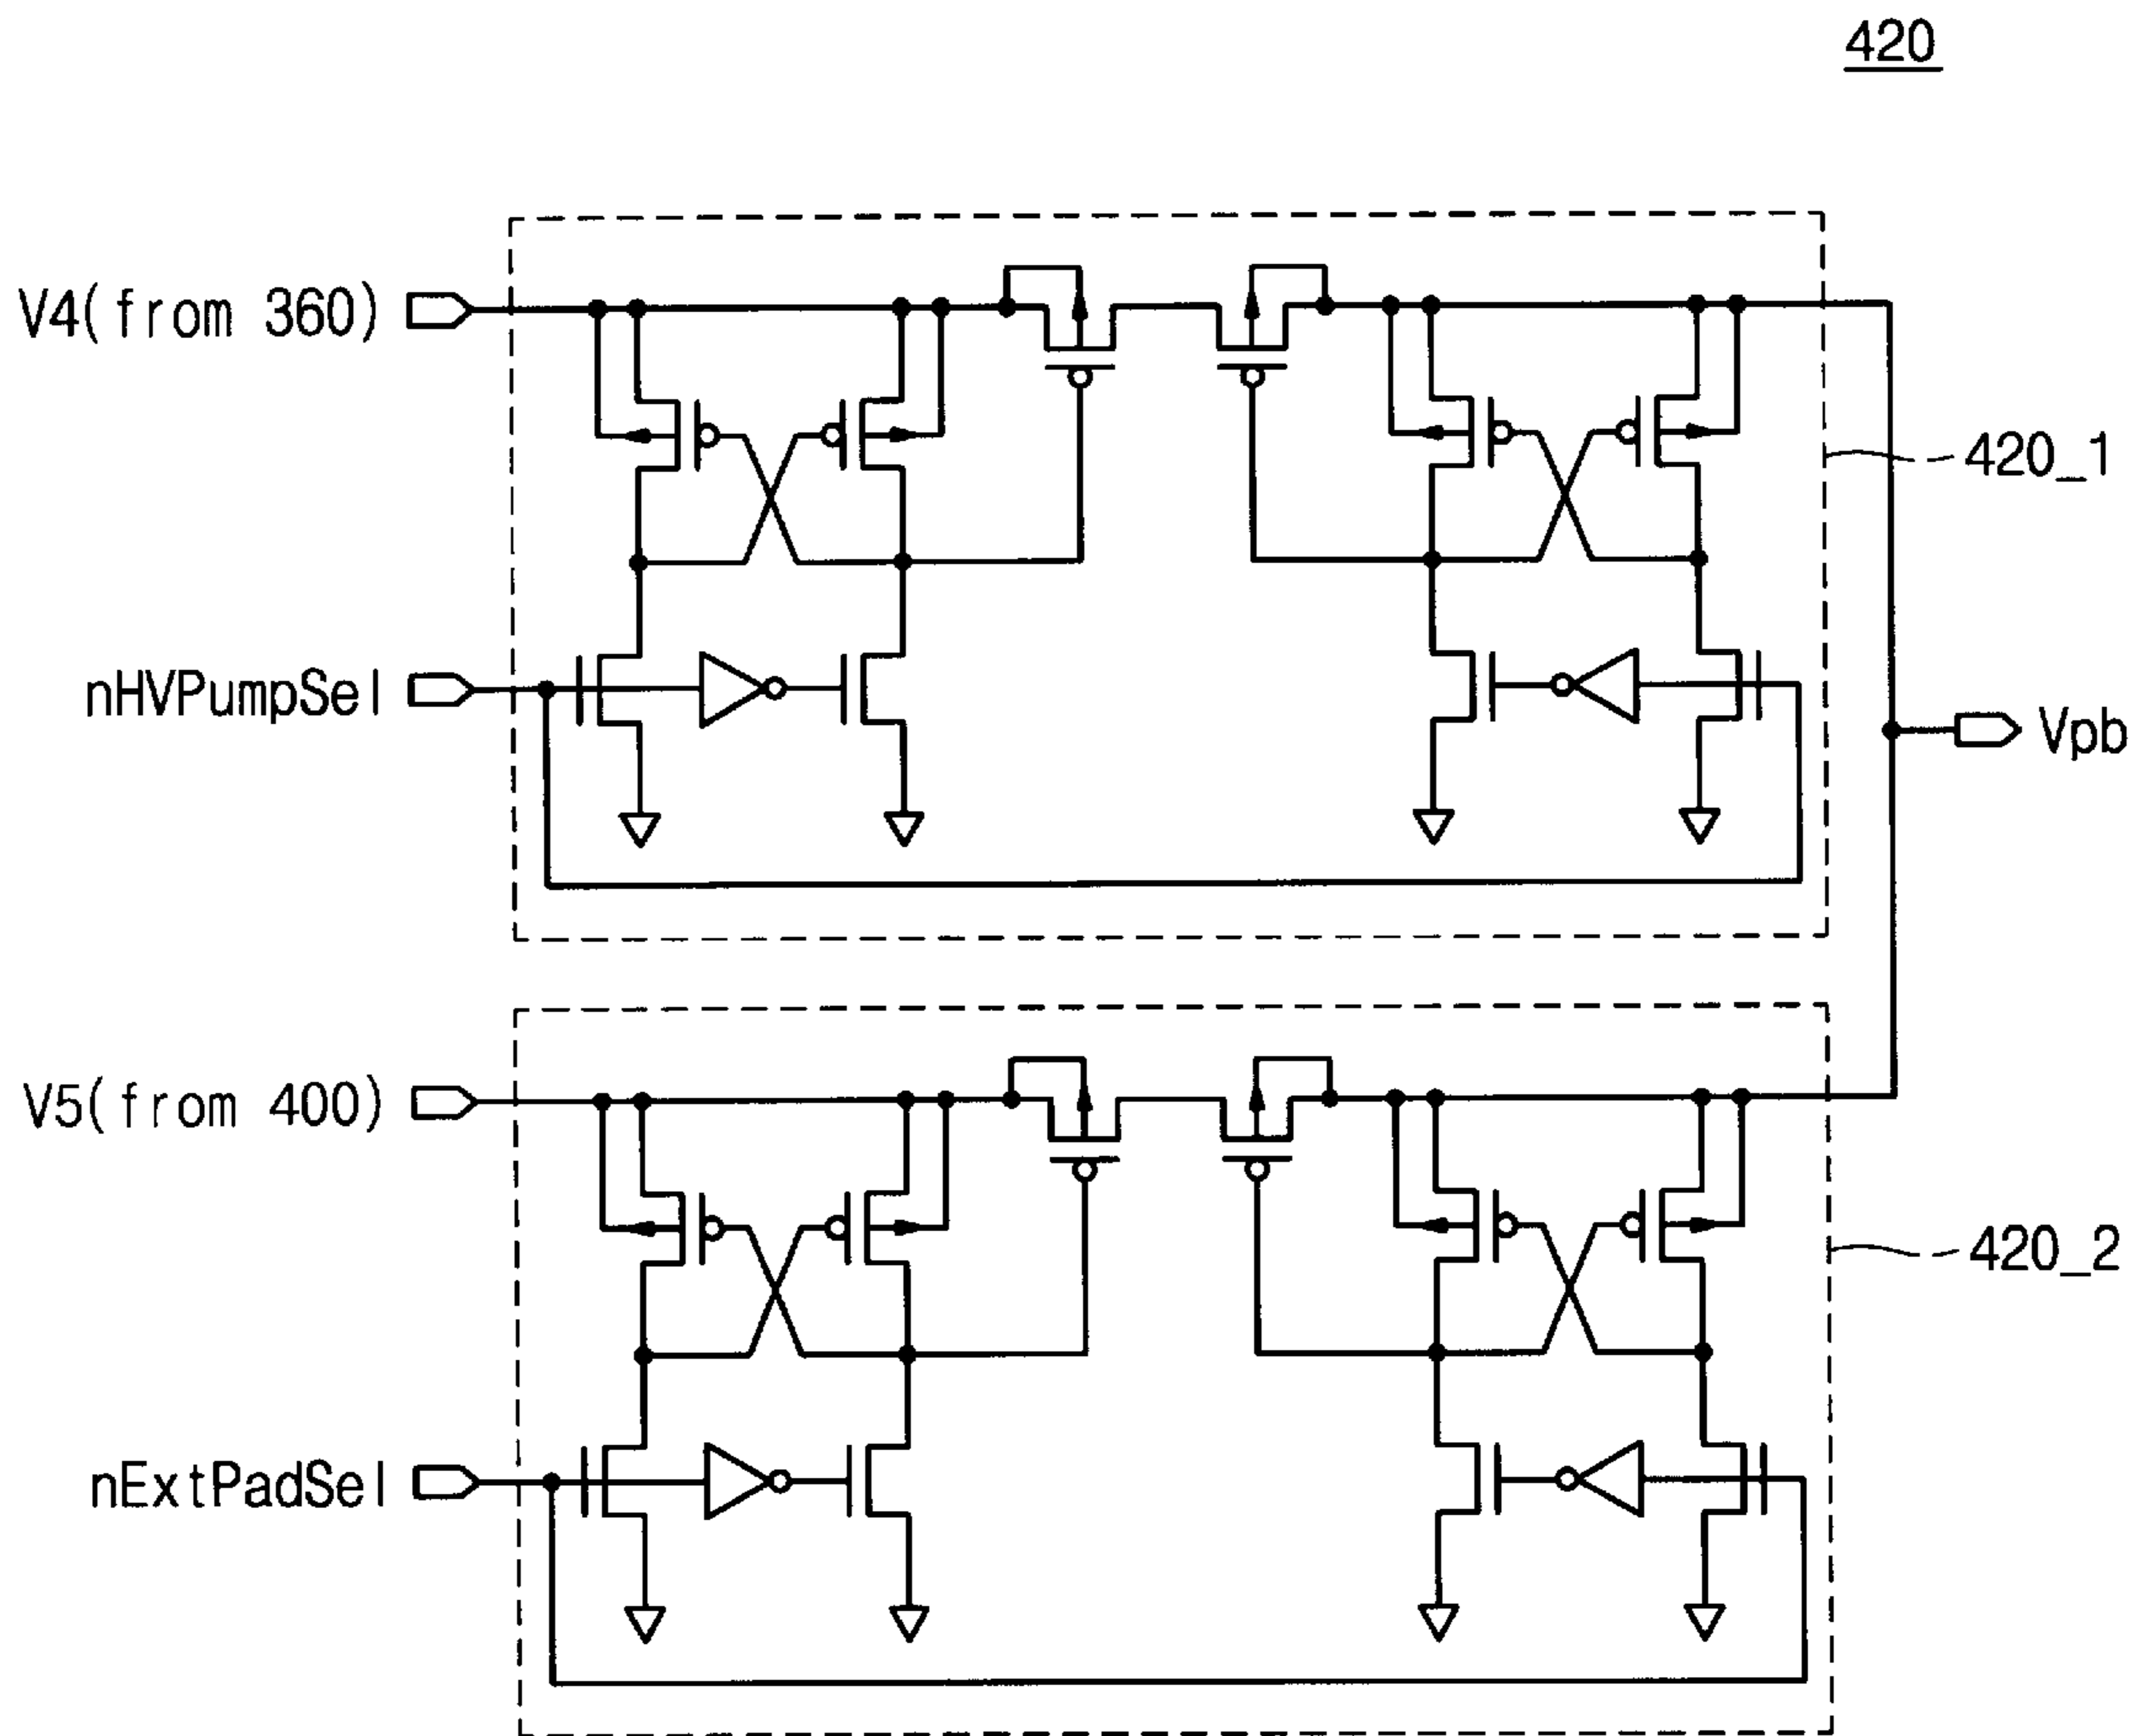 420
V4(from 360)
420_1
nHVPumpSel
Vpb
V5(from 400)
420_2
nExtPadSel